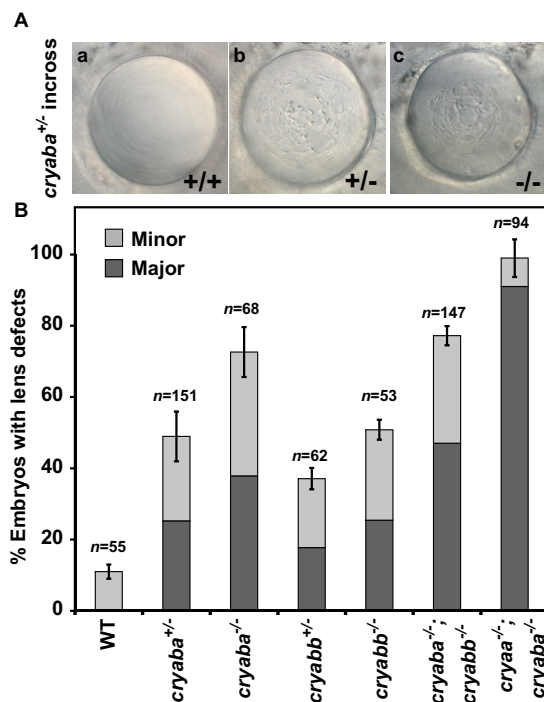 A
cryaba+/- incross
a
b
c
+/+
+/-
-/-
B
% Embryos with lens defects
100
80
60
40
20
0
Minor
Major
n=55
n=151
n=68
n=62
n=53
n=147
n=94
WT
cryaba+/-
cryaba-/-
cryabb+/-
cryabb-/-
cryaba-/-;
cryabb-/-
cryaa-/-;
cryaba-/-